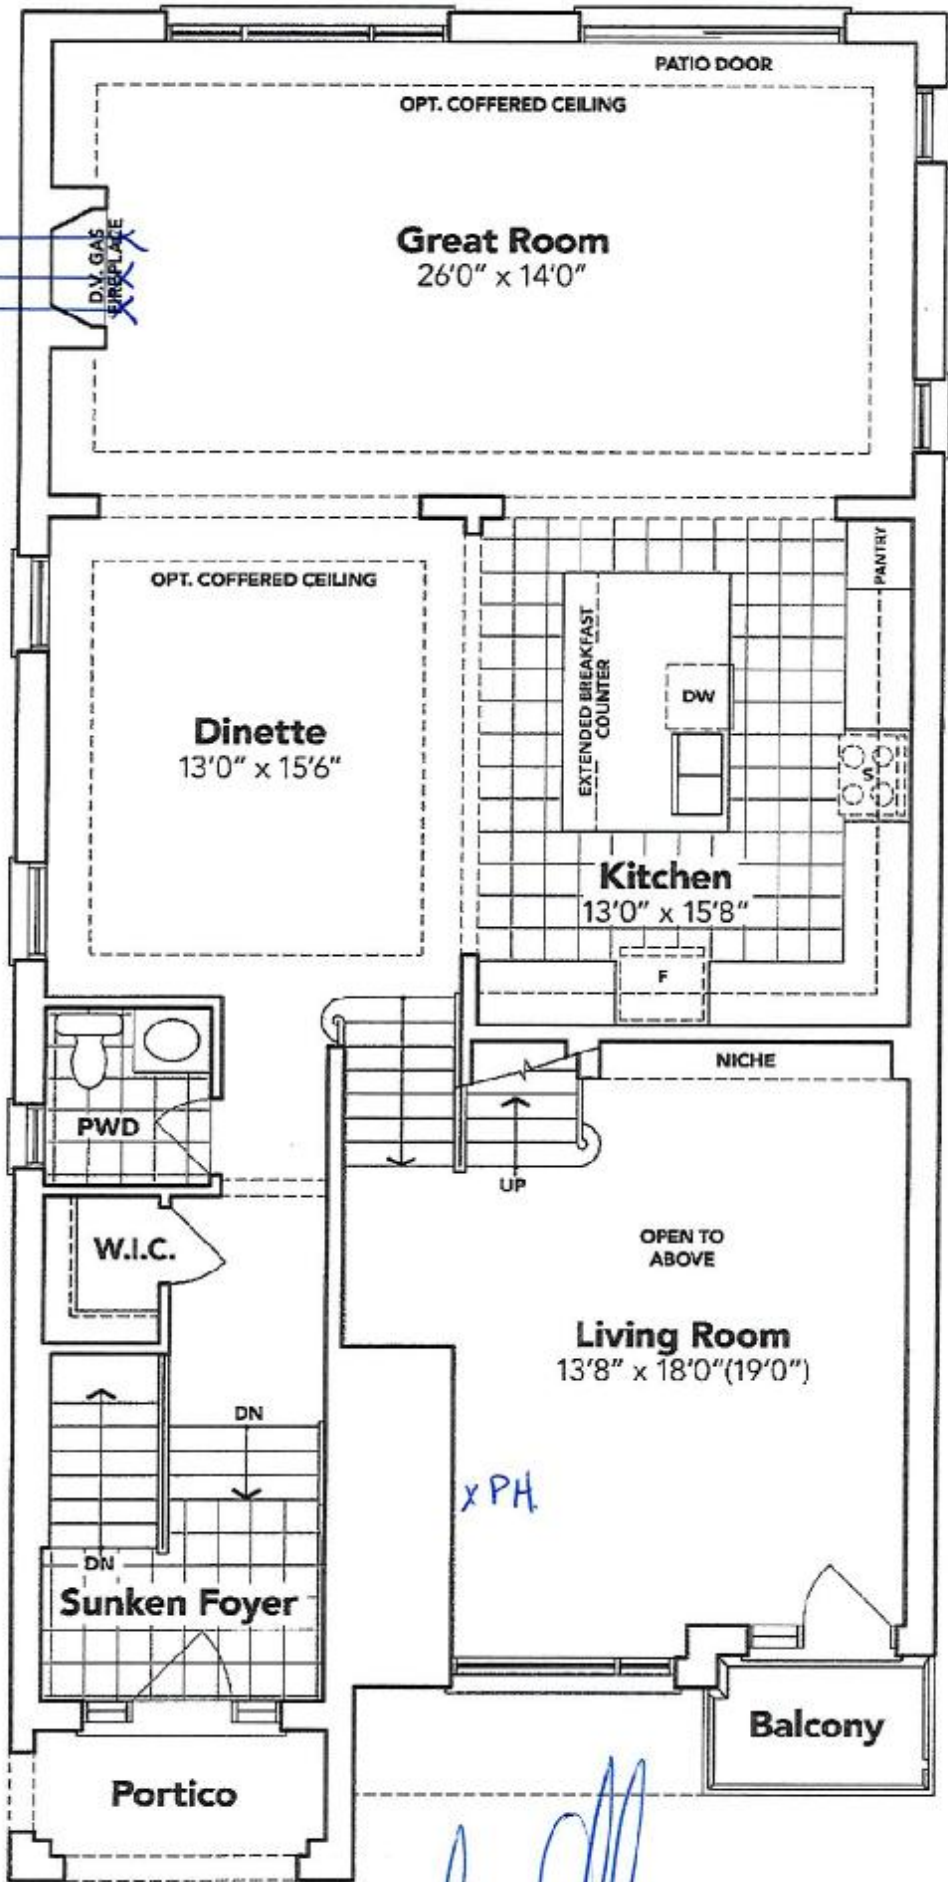 PATIO DOOR
OPT. COFFERED CEILING
Great Room
26'0" x 14'0"
D.V. GAS
FIREPLACE
OPT. COFFERED CEILING
PANTRY
EXTENDED BREAKFAST
COUNTER
DW
Dinette
13'0" x 15'6"
S
Kitchen
13'0" x 15'8"
F
NICHE
PWD
UP
W.I.C.
OPEN TO
ABOVE
Living Room
13'8" x 18'0"(19'0")
DN
x PH.
DN
Sunken Foyer
Balcony
Portico